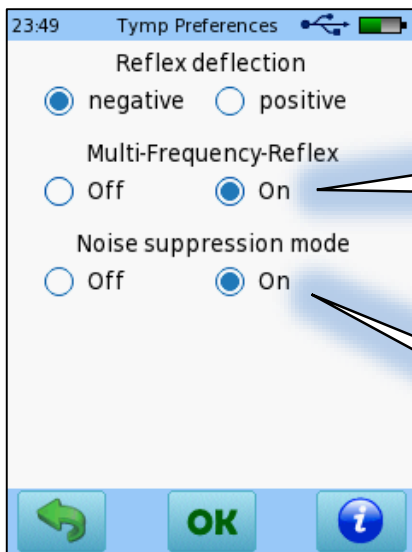 23:49 Tymp Preferences
Reflex deflection
negative positive
Multi-Frequency-Reflex
Off On
Noise suppression mode
Off On
OK i